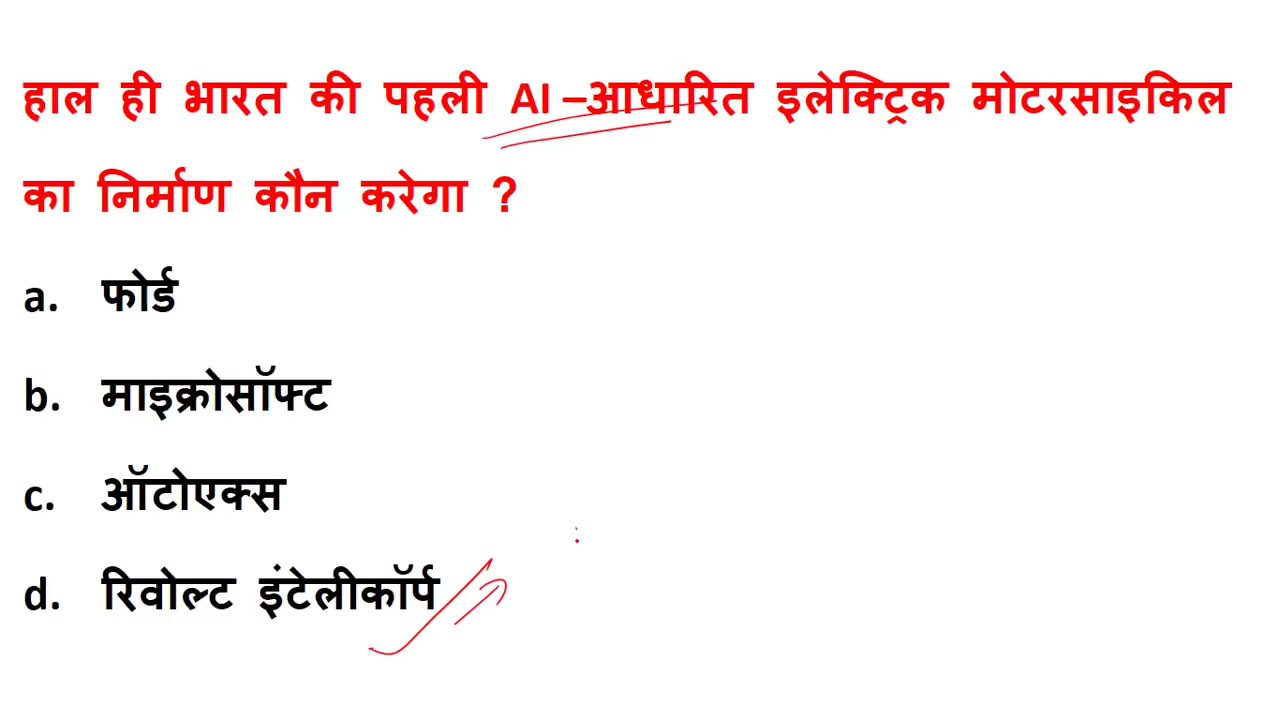 हाल ही भारत की पहली AI –आधारित इलेक्ट्रिक मोटरसाइकिल
का निर्माण कौन करेगा ?
a. फोर्ड
b. माइक्रोसॉफ्ट
c. ऑटोएक्स
d. रिवोल्ट इंटेलीकॉर्प